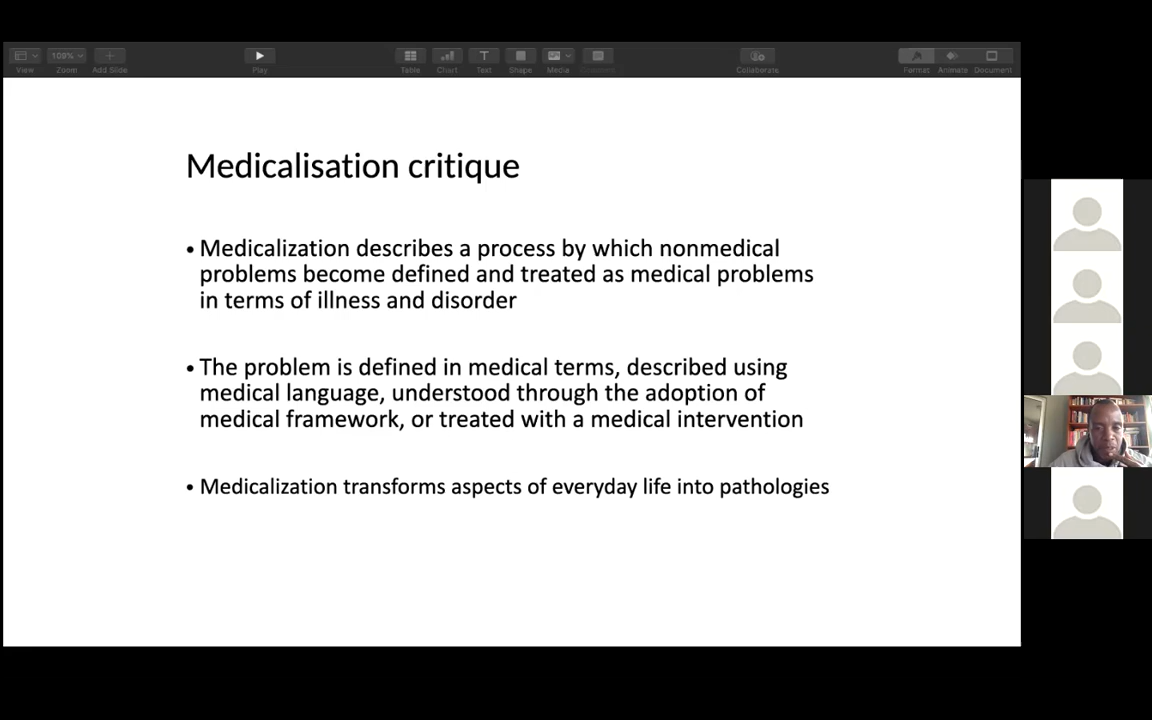 109%
View
Zoom
Add Slide
Play
Table
Chart
Text
Shape
Media
Comment
Collaborate
Format
Animate
Document
Medicalisation critique
• Medicalization describes a process by which nonmedical
problems become defined and treated as medical problems
in terms of illness and disorder
• The problem is defined in medical terms, described using
medical language, understood through the adoption of
medical framework, or treated with a medical intervention
• Medicalization transforms aspects of everyday life into pathologies